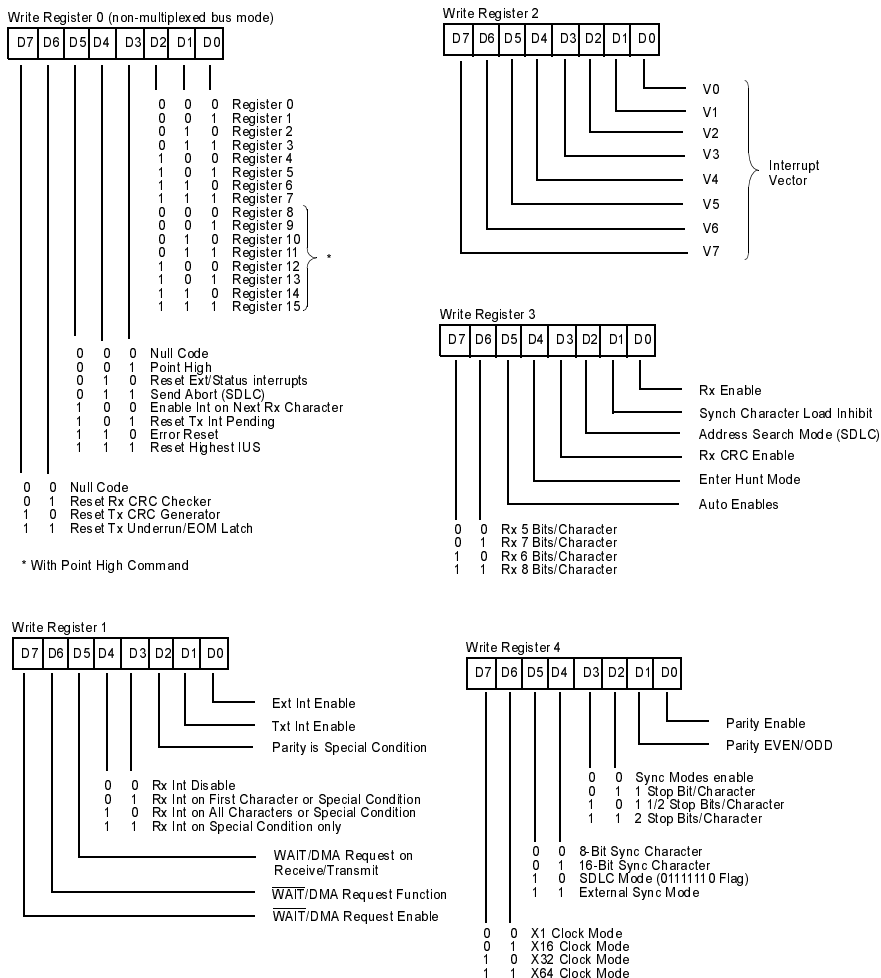 Write Register 0 (non-multiplexed bus mode)
D7 D6 D5 D4 D3 D2 D1 D0
0 0 0 Register 0
0 0 1 Register 1
0 1 0 Register 2
0 1 1 Register 3
1 0 0 Register 4
1 0 1 Register 5
1 1 0 Register 6
1 1 1 Register 7
0 0 0 Register 8
0 0 1 Register 9
0 1 0 Register 10
0 1 1 Register 11
1 0 0 Register 12
1 0 1 Register 13
1 1 0 Register 14
1 1 1 Register 15
*
0 0 0 Null Code
0 0 1 Point High
0 1 0 Reset Ext/Status interrupts
0 1 1 Send Abort (SDLC)
1 0 0 Enable Int on Next Rx Character
1 0 1 Reset Tx Int Pending
1 1 0 Error Reset
1 1 1 Reset Highest IUS
0 0 Null Code
0 1 Reset Rx CRC Checker
1 0 Reset Tx CRC Generator
1 1 Reset Tx Underrun/EOM Latch
* With Point High Command
Write Register 1
D7 D6 D5 D4 D3 D2 D1 D0
Ext Int Enable
Txt Int Enable
Parity is Special Condition
0 0 Rx Int Disable
0 1 Rx Int on First Character or Special Condition
1 0 Rx Int on All Characters or Special Condition
1 1 Rx Int on Special Condition only
WAIT/DMA Request on
Receive/Transmit
WAIT/DMA Request Function
WAIT/DMA Request Enable
Write Register 2
D7 D6 D5 D4 D3 D2 D1 D0
V0
V1
V2
V3
V4
V5
V6
V7
Interrupt
Vector
Write Register 3
D7 D6 D5 D4 D3 D2 D1 D0
Rx Enable
Synch Character Load Inhibit
Address Search Mode (SDLC)
Rx CRC Enable
Enter Hunt Mode
Auto Enables
0 0 Rx 5 Bits/Character
0 1 Rx 7 Bits/Character
1 0 Rx 6 Bits/Character
1 1 Rx 8 Bits/Character
Write Register 4
D7 D6 D5 D4 D3 D2 D1 D0
Parity Enable
Parity EVEN/ODD
0 0 Sync Modes enable
0 1 1 Stop Bit/Character
1 0 1 1/2 Stop Bits/Character
1 1 2 Stop Bits/Character
0 0 8-Bit Sync Character
0 1 16-Bit Sync Character
1 0 SDLC Mode (01111110 Flag)
1 1 External Sync Mode
0 0 X1 Clock Mode
0 1 X16 Clock Mode
1 0 X32 Clock Mode
1 1 X64 Clock Mode